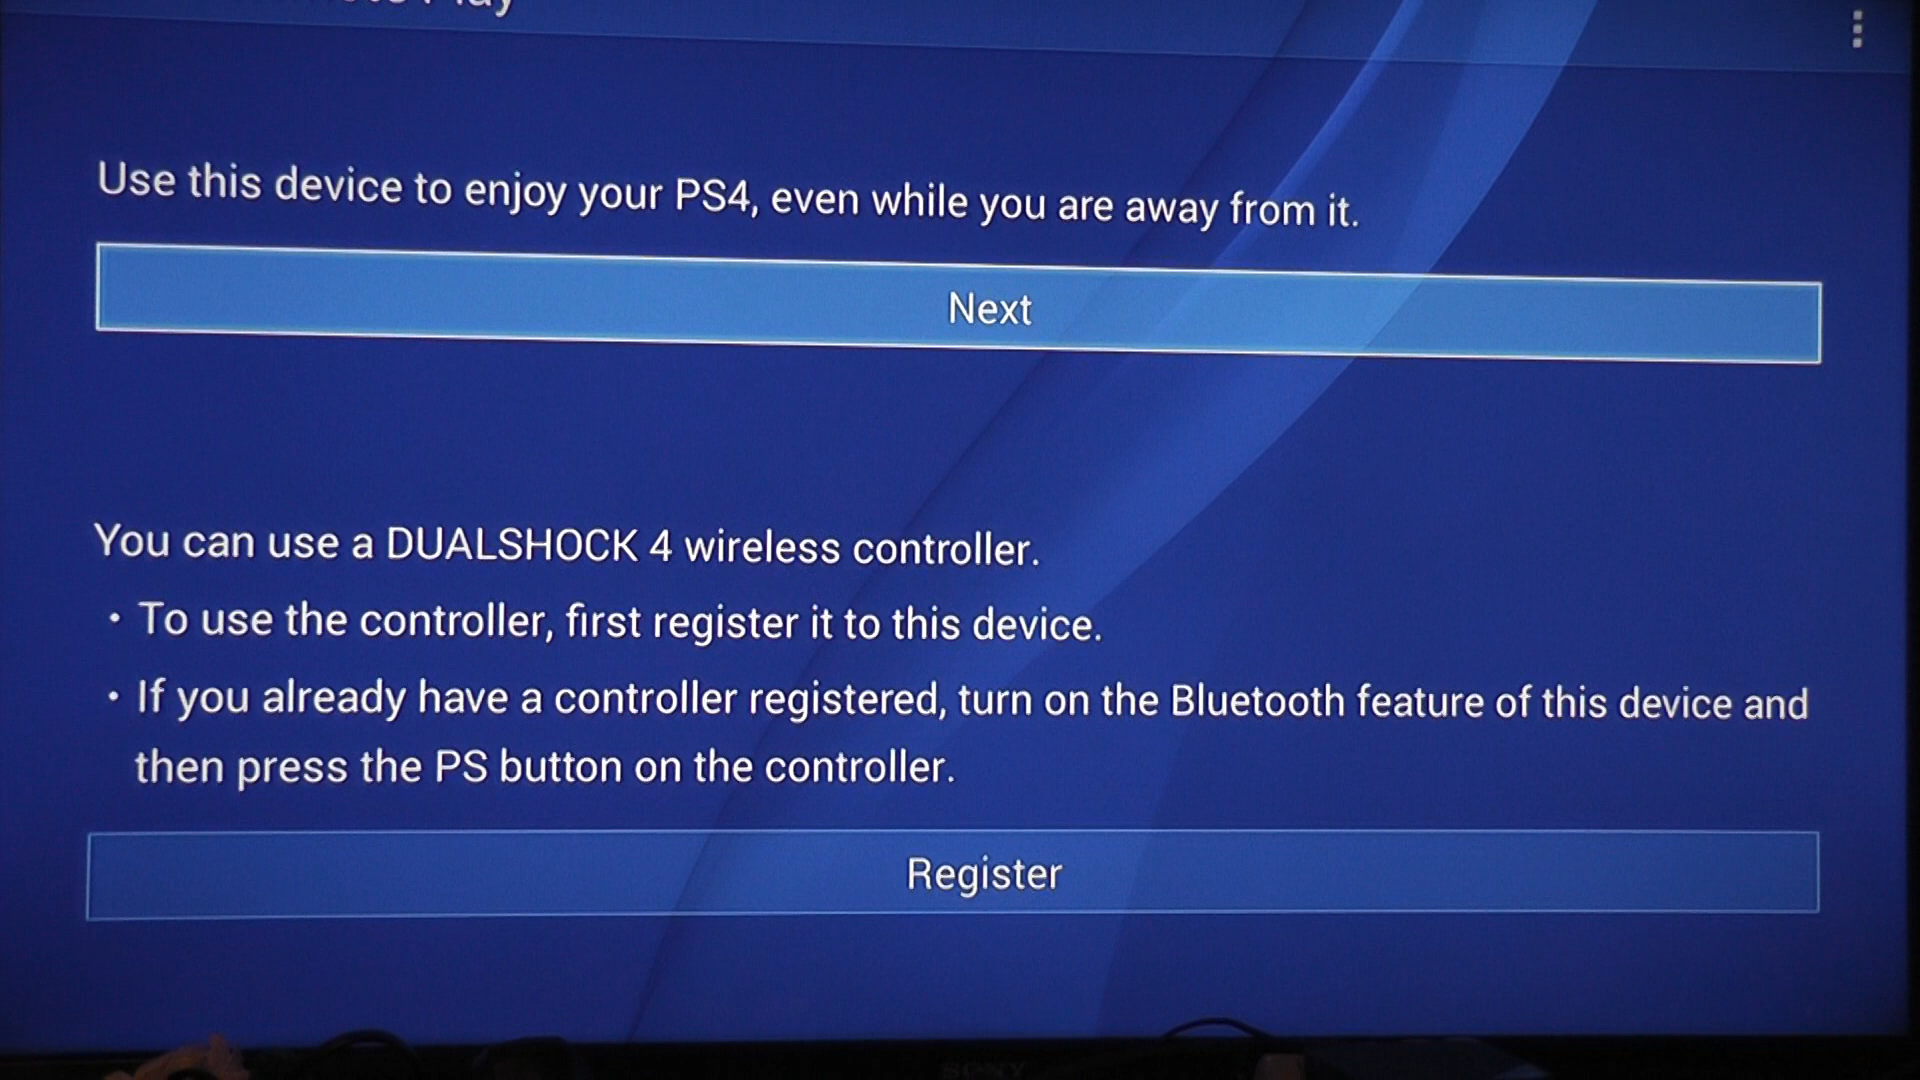 Play
Use this device to enjoy your PS4, even while you are away from it.
Next
You can use a DUALSHOCK 4 wireless controller.
• To use the controller, first register it to this device.
• If you already have a controller registered, turn on the Bluetooth feature of this device and
then press the PS button on the controller.
Register
SONY